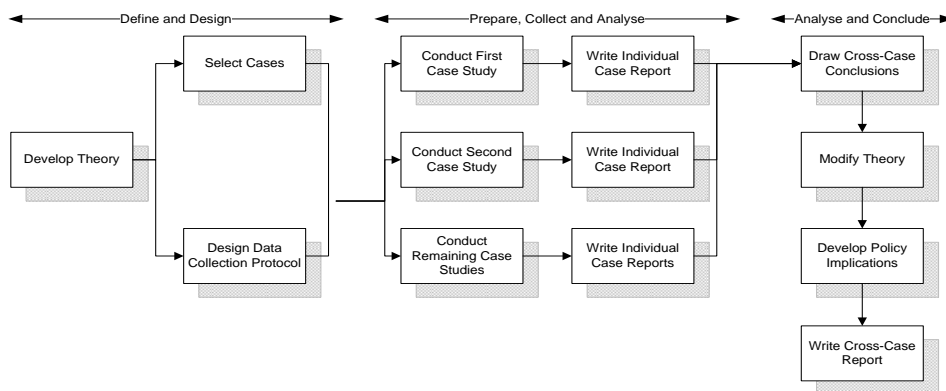 Define and Design
Prepare, Collect and Analyse
Analyse and Conclude
Develop Theory
Select Cases
Design Data
Collection Protocol
Conduct First
Case Study
Write Individual
Case Report
Conduct Second
Case Study
Write Individual
Case Report
Conduct
Remaining Case
Studies
Write Individual
Case Reports
Draw Cross-Case
Conclusions
Modify Theory
Develop Policy
Implications
Write Cross-Case
Report